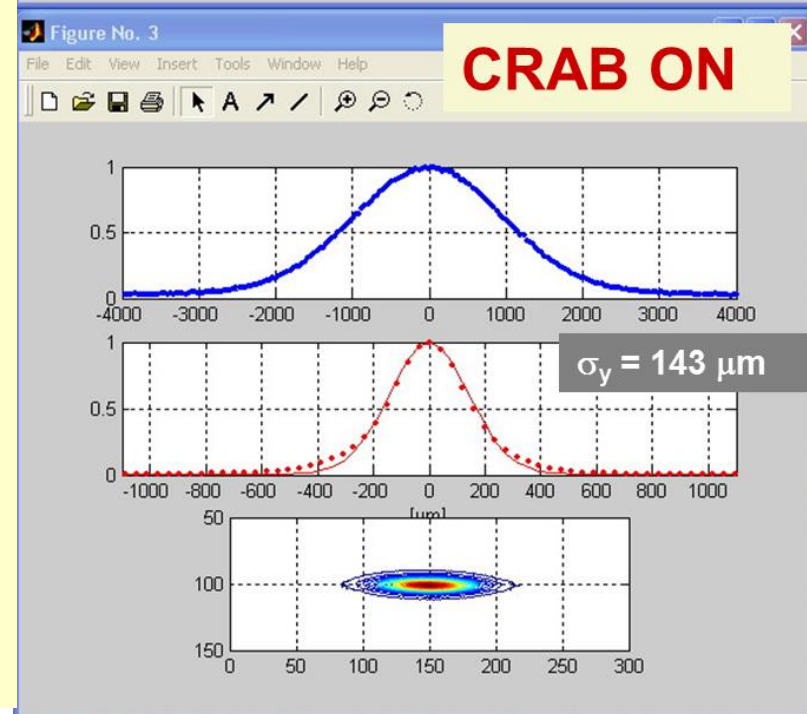 Figure No. 3
CRAB ON
File Edit View Insert Tools Window Help
A
1
0.5
0
-4000 -3000 -2000 -1000 0 1000 2000 3000 4000
1
σy = 143 μm
0.5
0
-1000 -800 -600 -400 -200 0 200 400 600 800 1000
[um]
50
100
150
0 50 100 150 200 250 300